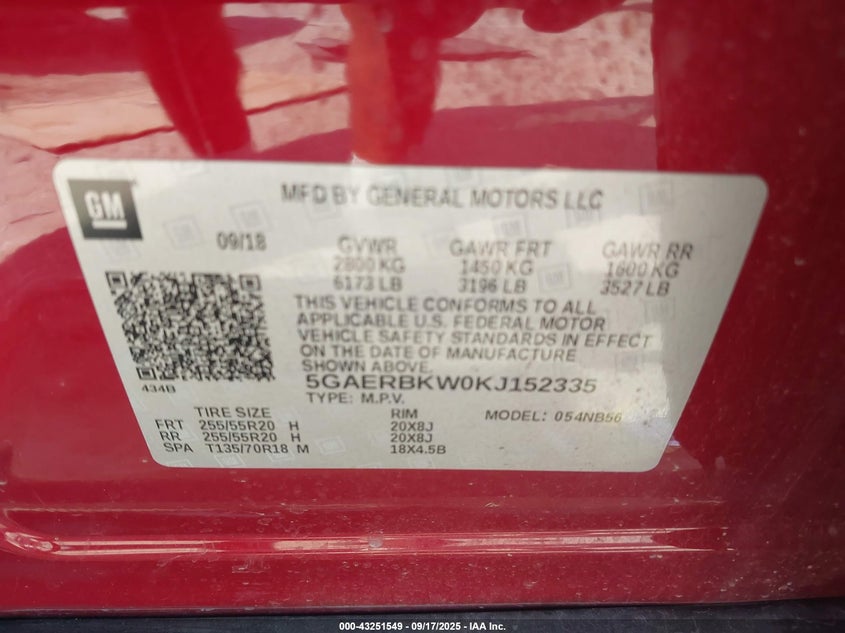 GM
MFD BY GENERAL MOTORS LLC
09/18 GVWR GAWR FRT GAWR RR
2800 KG 1450 KG 1600 KG
6173 LB 3196 LB 3527 LB
THIS VEHICLE CONFORMS TO ALL
APPLICABLE U.S. FEDERAL MOTOR
VEHICLE SAFETY STANDARDS IN EFFECT
ON THE DATE OF MANUFACTURE
SHOWN ABOVE.
434B
5GAERBKW0KJ152335
TYPE: M.P.V. MODEL: 054NB56
TIRE SIZE RIM
FRT 255/55R20 H 20X8J
RR 255/55R20 H 20X8J
SPA T135/70R18 M 18X4.5B
000-43251549 - 09/17/2025 - IAA Inc.